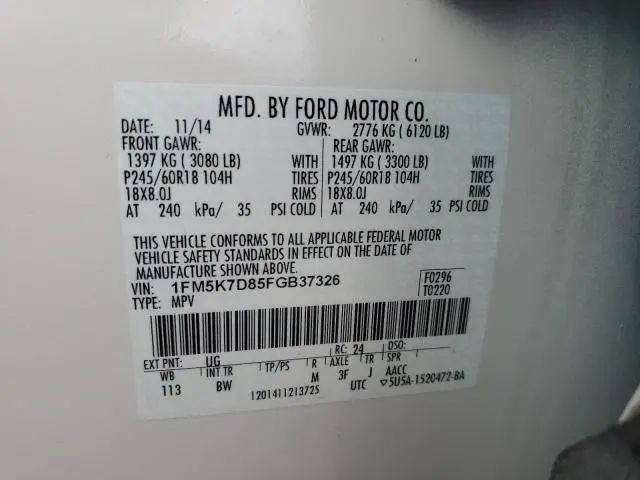 MFD. BY FORD MOTOR CO.
DATE: 11/14 GVWR: 2776 KG ( 6120 LB)
FRONT GAWR: REAR GAWR:
1397 KG ( 3080 LB) WITH 1497 KG ( 3300 LB) WITH
P245/60R18 104H TIRES P245/60R18 104H TIRES
18X8.0J RIMS 18X8.0J RIMS
AT 240 kPa/ 35 PSI COLD AT 240 kPa/ 35 PSI COLD
THIS VEHICLE CONFORMS TO ALL APPLICABLE FEDERAL MOTOR
VEHICLE SAFETY STANDARDS IN EFFECT ON THE DATE OF
MANUFACTURE SHOWN ABOVE.
VIN: 1FM5K7D85FGB37326 F0296
TYPE: MPV T0220
EXT PNT: UG RC: 24 DSO:
WB INT TR TP/PS R AXLE TR SPR
113 BW M 3F J AACC
1201411213725 UTC ▽5U5A-1520472-BA